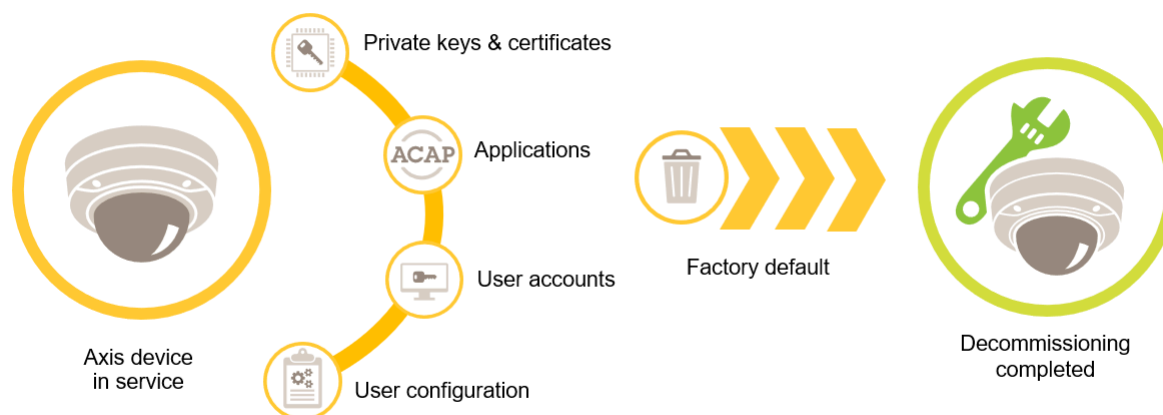 Private keys & certificates
ACAP
Applications
User accounts
User configuration
Factory default
Axis device
in service
Decommissioning
completed